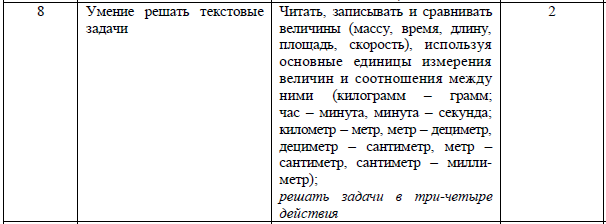 8
Умение решать текстовые
задачи
Читать, записывать и сравнивать
величины (массу, время, длину,
площадь, скорость), используя
основные единицы измерения
величин и соотношения между
ними (килограмм – грамм;
час – минута, минута – секунда;
километр – метр, метр – дециметр,
дециметр – сантиметр, метр –
сантиметр, сантиметр – милли-
метр);
решать задачи в три-четыре
действия
2